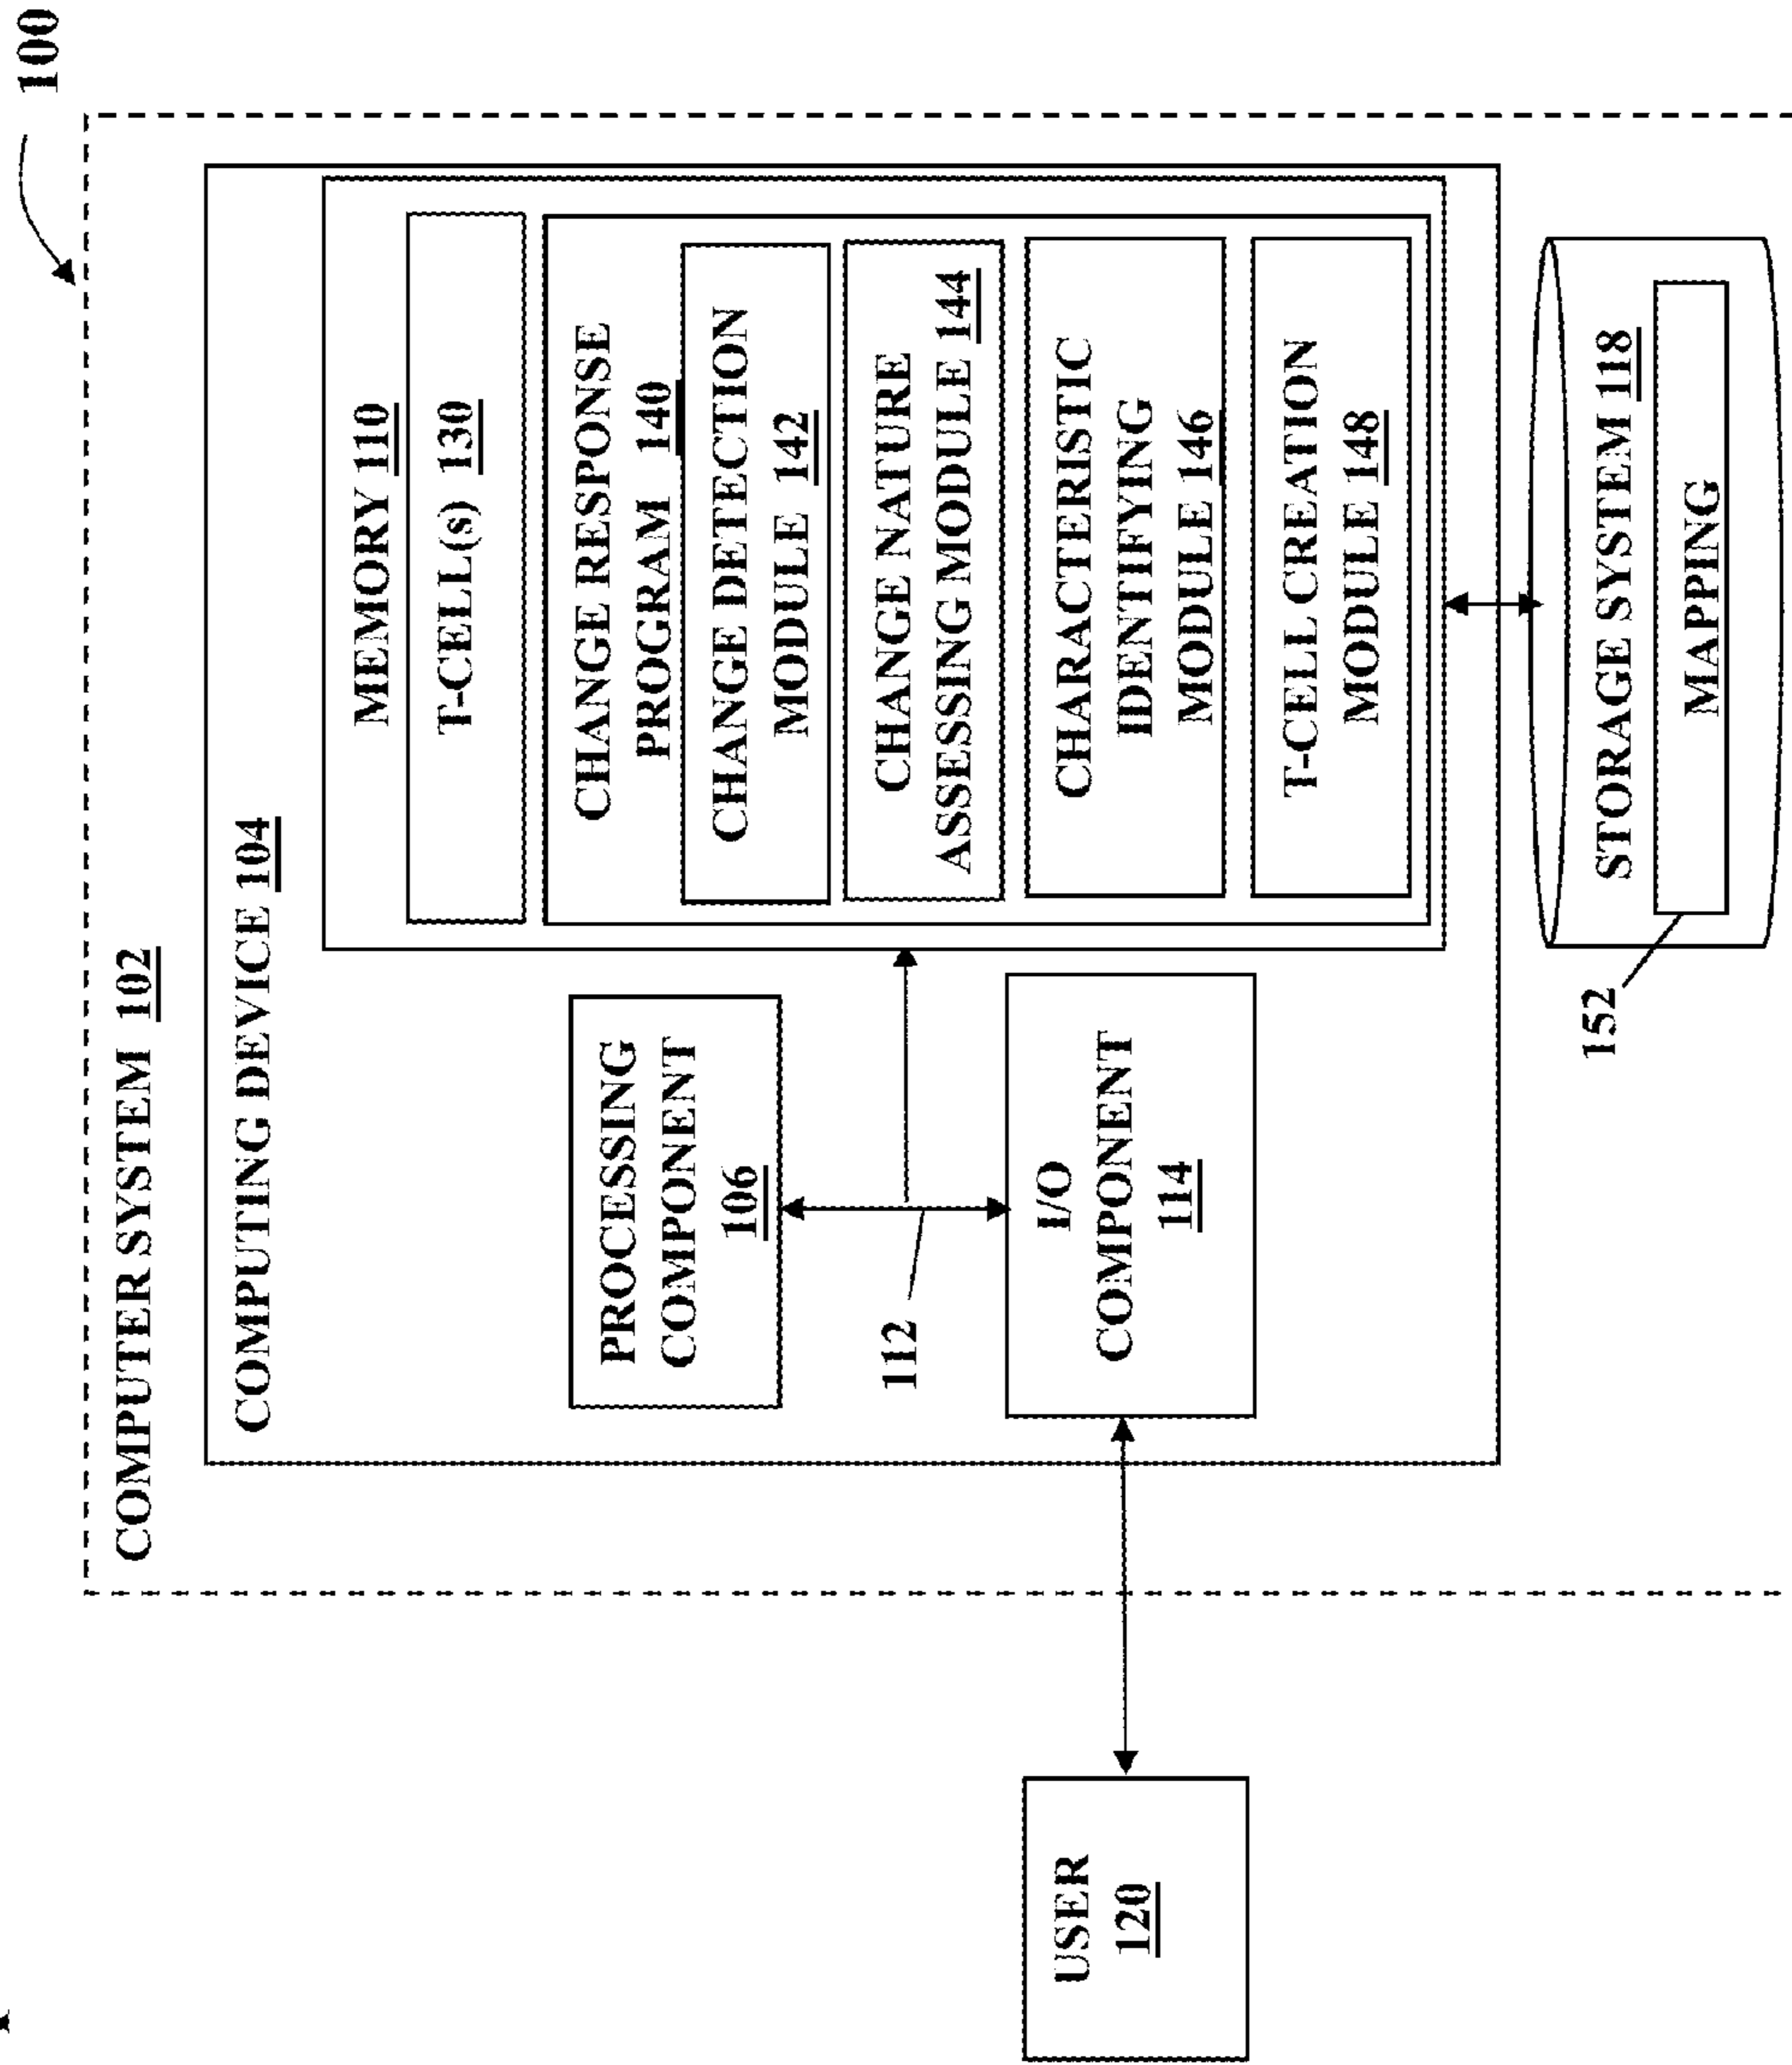 100
COMPUTER SYSTEM 102
COMPUTING DEVICE 104
MEMORY 110
T-CELL(s) 130
CHANGE RESPONSE
PROGRAM 140
CHANGE DETECTION
MODULE 142
CHANGE NATURE
ASSESSING MODULE 144
CHARACTERISTIC
IDENTIFYING
MODULE 146
T-CELL CREATION
MODULE 148
PROCESSING
COMPONENT
106
112
I/O
COMPONENT
114
USER
120
STORAGE SYSTEM 118
MAPPING
152